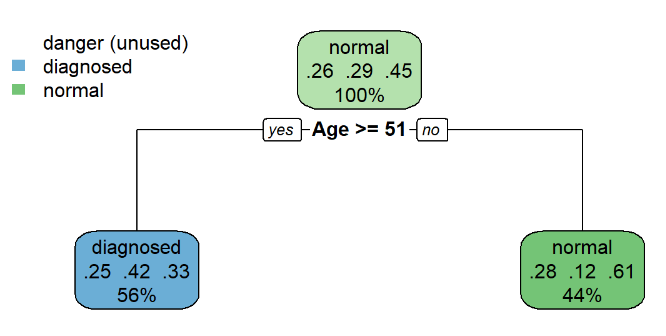 danger (unused)
diagnosed
normal
normal
.26 .29 .45
100%
yes Age >= 51 no
diagnosed
.25 .42 .33
56%
normal
.28 .12 .61
44%